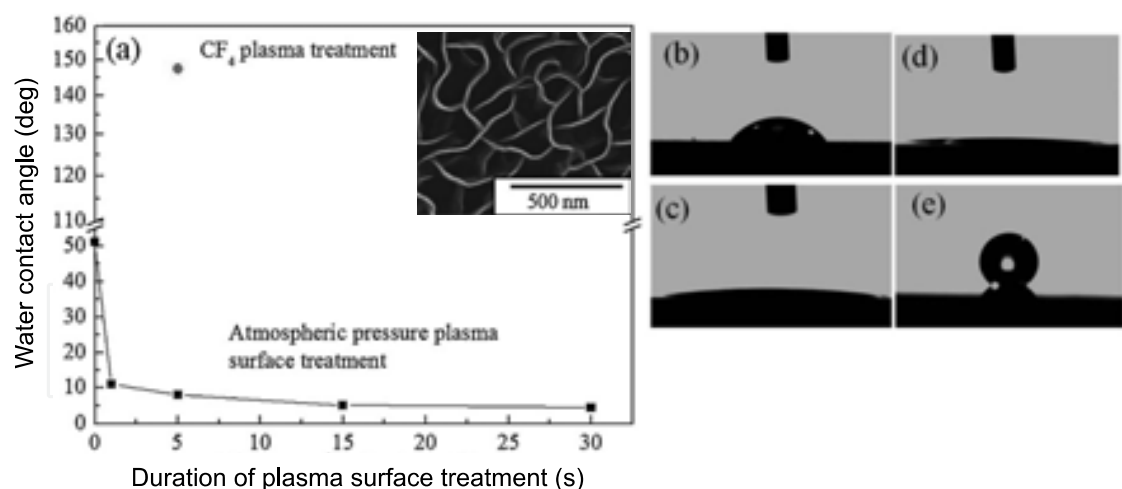 (a)
CF4 plasma treatment
500 nm
Atmospheric pressure plasma
surface treatment
Water contact angle (deg)
160
150
140
130
120
110
50
40
30
20
10
0
0 5 10 15 20 25 30
Duration of plasma surface treatment (s)
(b)
(d)
(c)
(e)